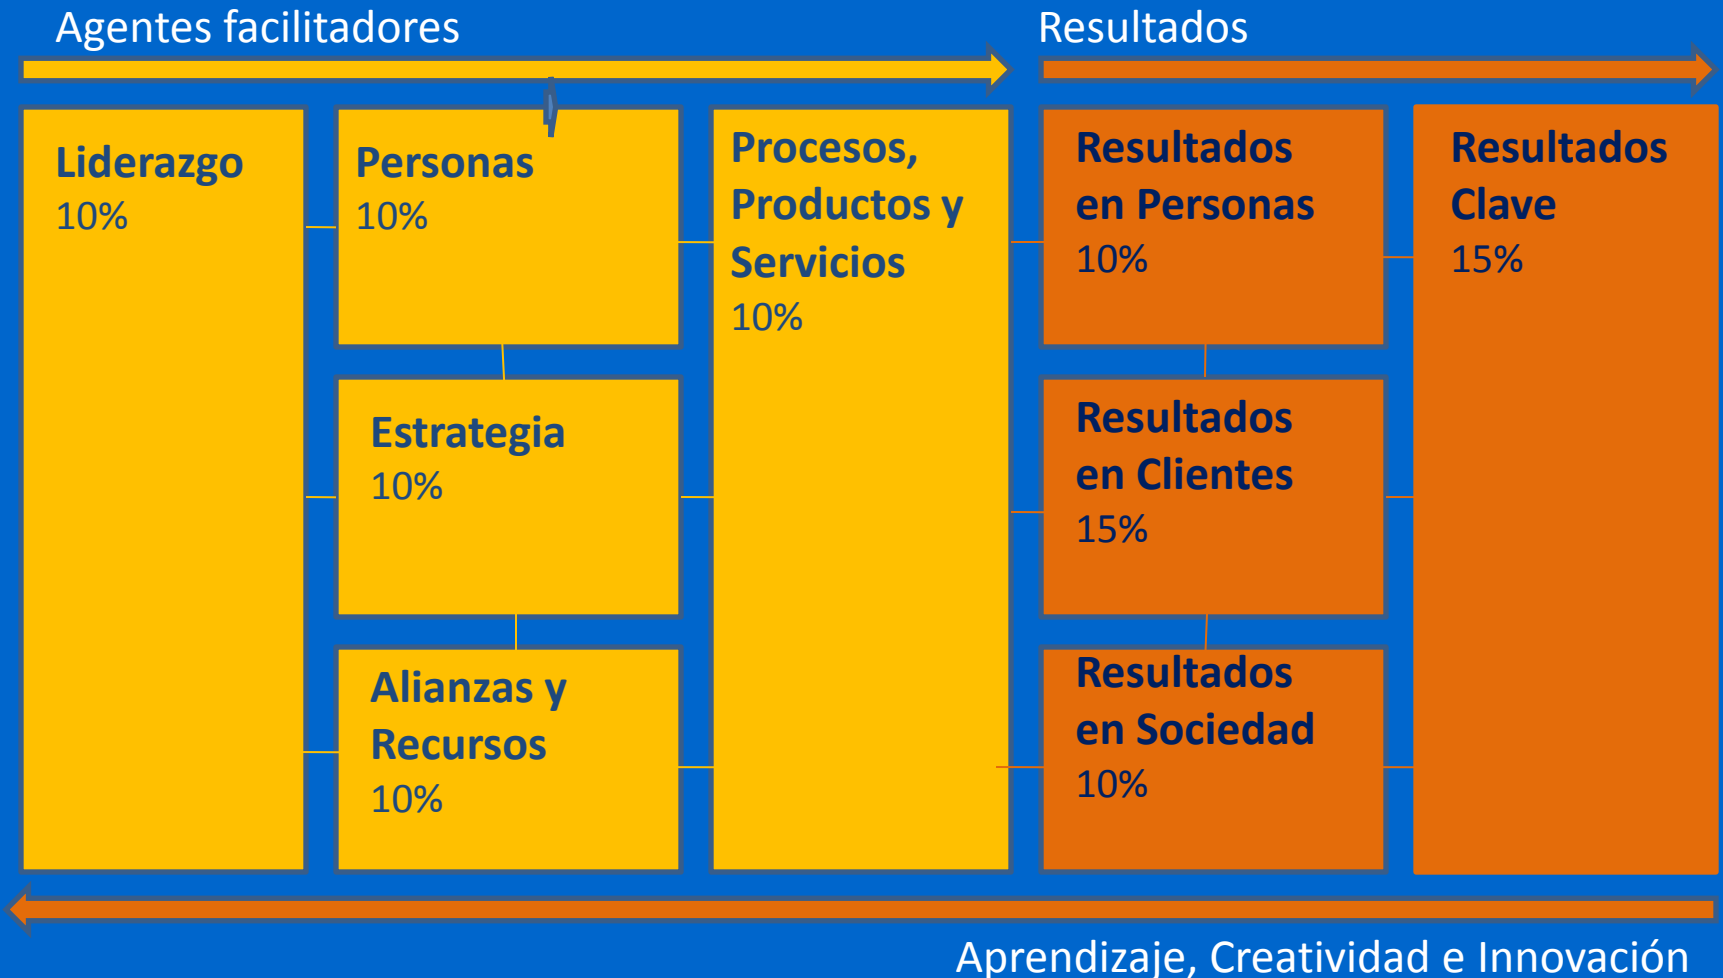 Agentes facilitadores
Resultados
Liderazgo
10%
Personas
10%
Estrategia
10%
Alianzas y
Recursos
10%
Procesos,
Productos y
Servicios
10%
Resultados
en Personas
10%
Resultados
en Clientes
15%
Resultados
en Sociedad
10%
Resultados
Clave
15%
Aprendizaje, Creatividad e Innovación